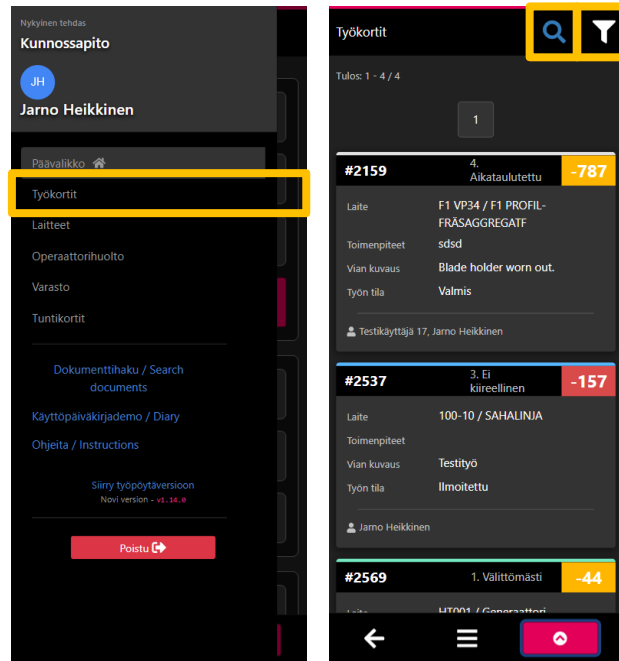 Nykyinen tehdas
Kunnossapito
JH
Jarno Heikkinen
Päävalikko
Työkortit
Laitteet
Operaattorihuolto
Varasto
Tuntikortit
Dokumenttihaku / Search
documents
Käyttöpäiväkirjademo / Diary
Ohjeita / Instructions
Siirry työpöytäversioon
Novi version - v1.14.0
Poistu
Työkortit
Tulos: 1 - 4 / 4
1
#2159 4. Aikataulutettu -787
Laite F1 VP34 / F1 PROFIL-
FRÄSAGGREGATF
Toimenpiteet sdsd
Vian kuvaus Blade holder worn out.
Työn tila Valmis
Testikäyttäjä 17, Jarno Heikkinen
#2537 3. Ei kiireellinen -157
Laite 100-10 / SAHALINJA
Toimenpiteet
Vian kuvaus Testityö
Työn tila Ilmoitettu
Jarno Heikkinen
#2569 1. Välittömästi -44
Laite HT001 / Generaattori